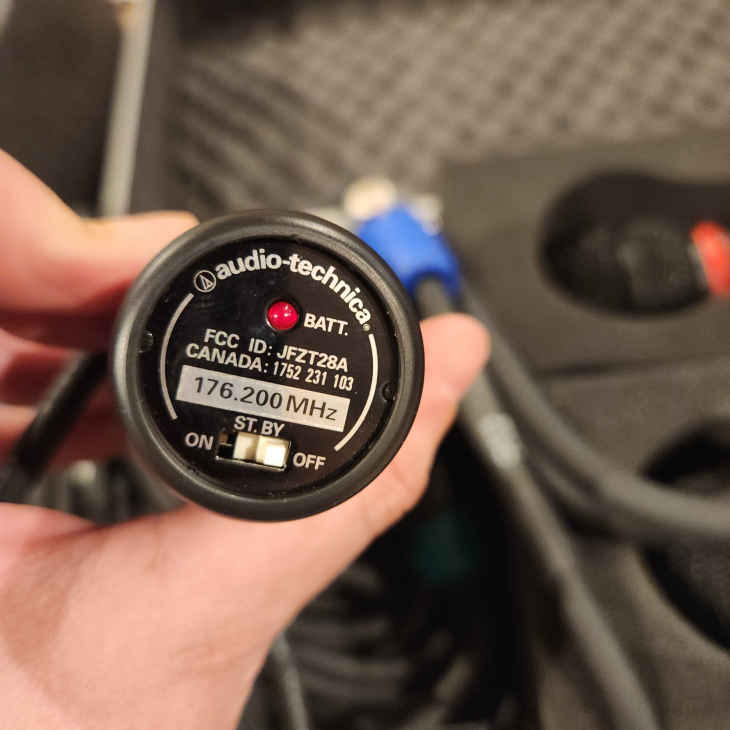 audio-technica®
BATT.
FCC ID: JFZT28A
CANADA: 1752 231 103
176.200 MHz
ST. BY
ON OFF